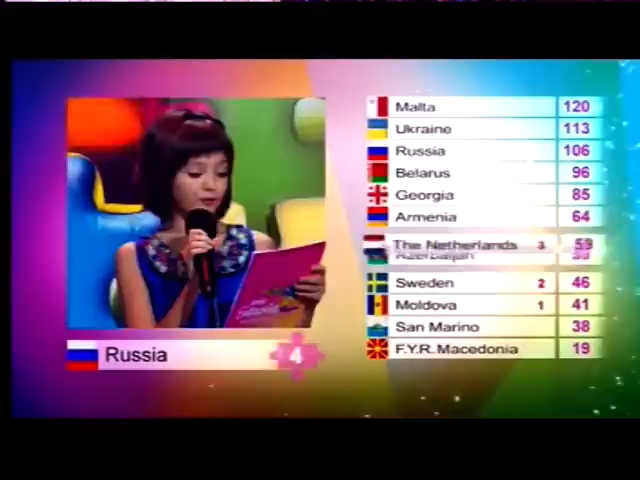 Malta 120
Ukraine 113
Russia 106
Belarus 96
Georgia 85
Armenia 64
The Netherlands 3 59
Azerbaijan
Sweden 2 46
Moldova 1 41
San Marino 38
F.Y.R. Macedonia 19
Russia 4